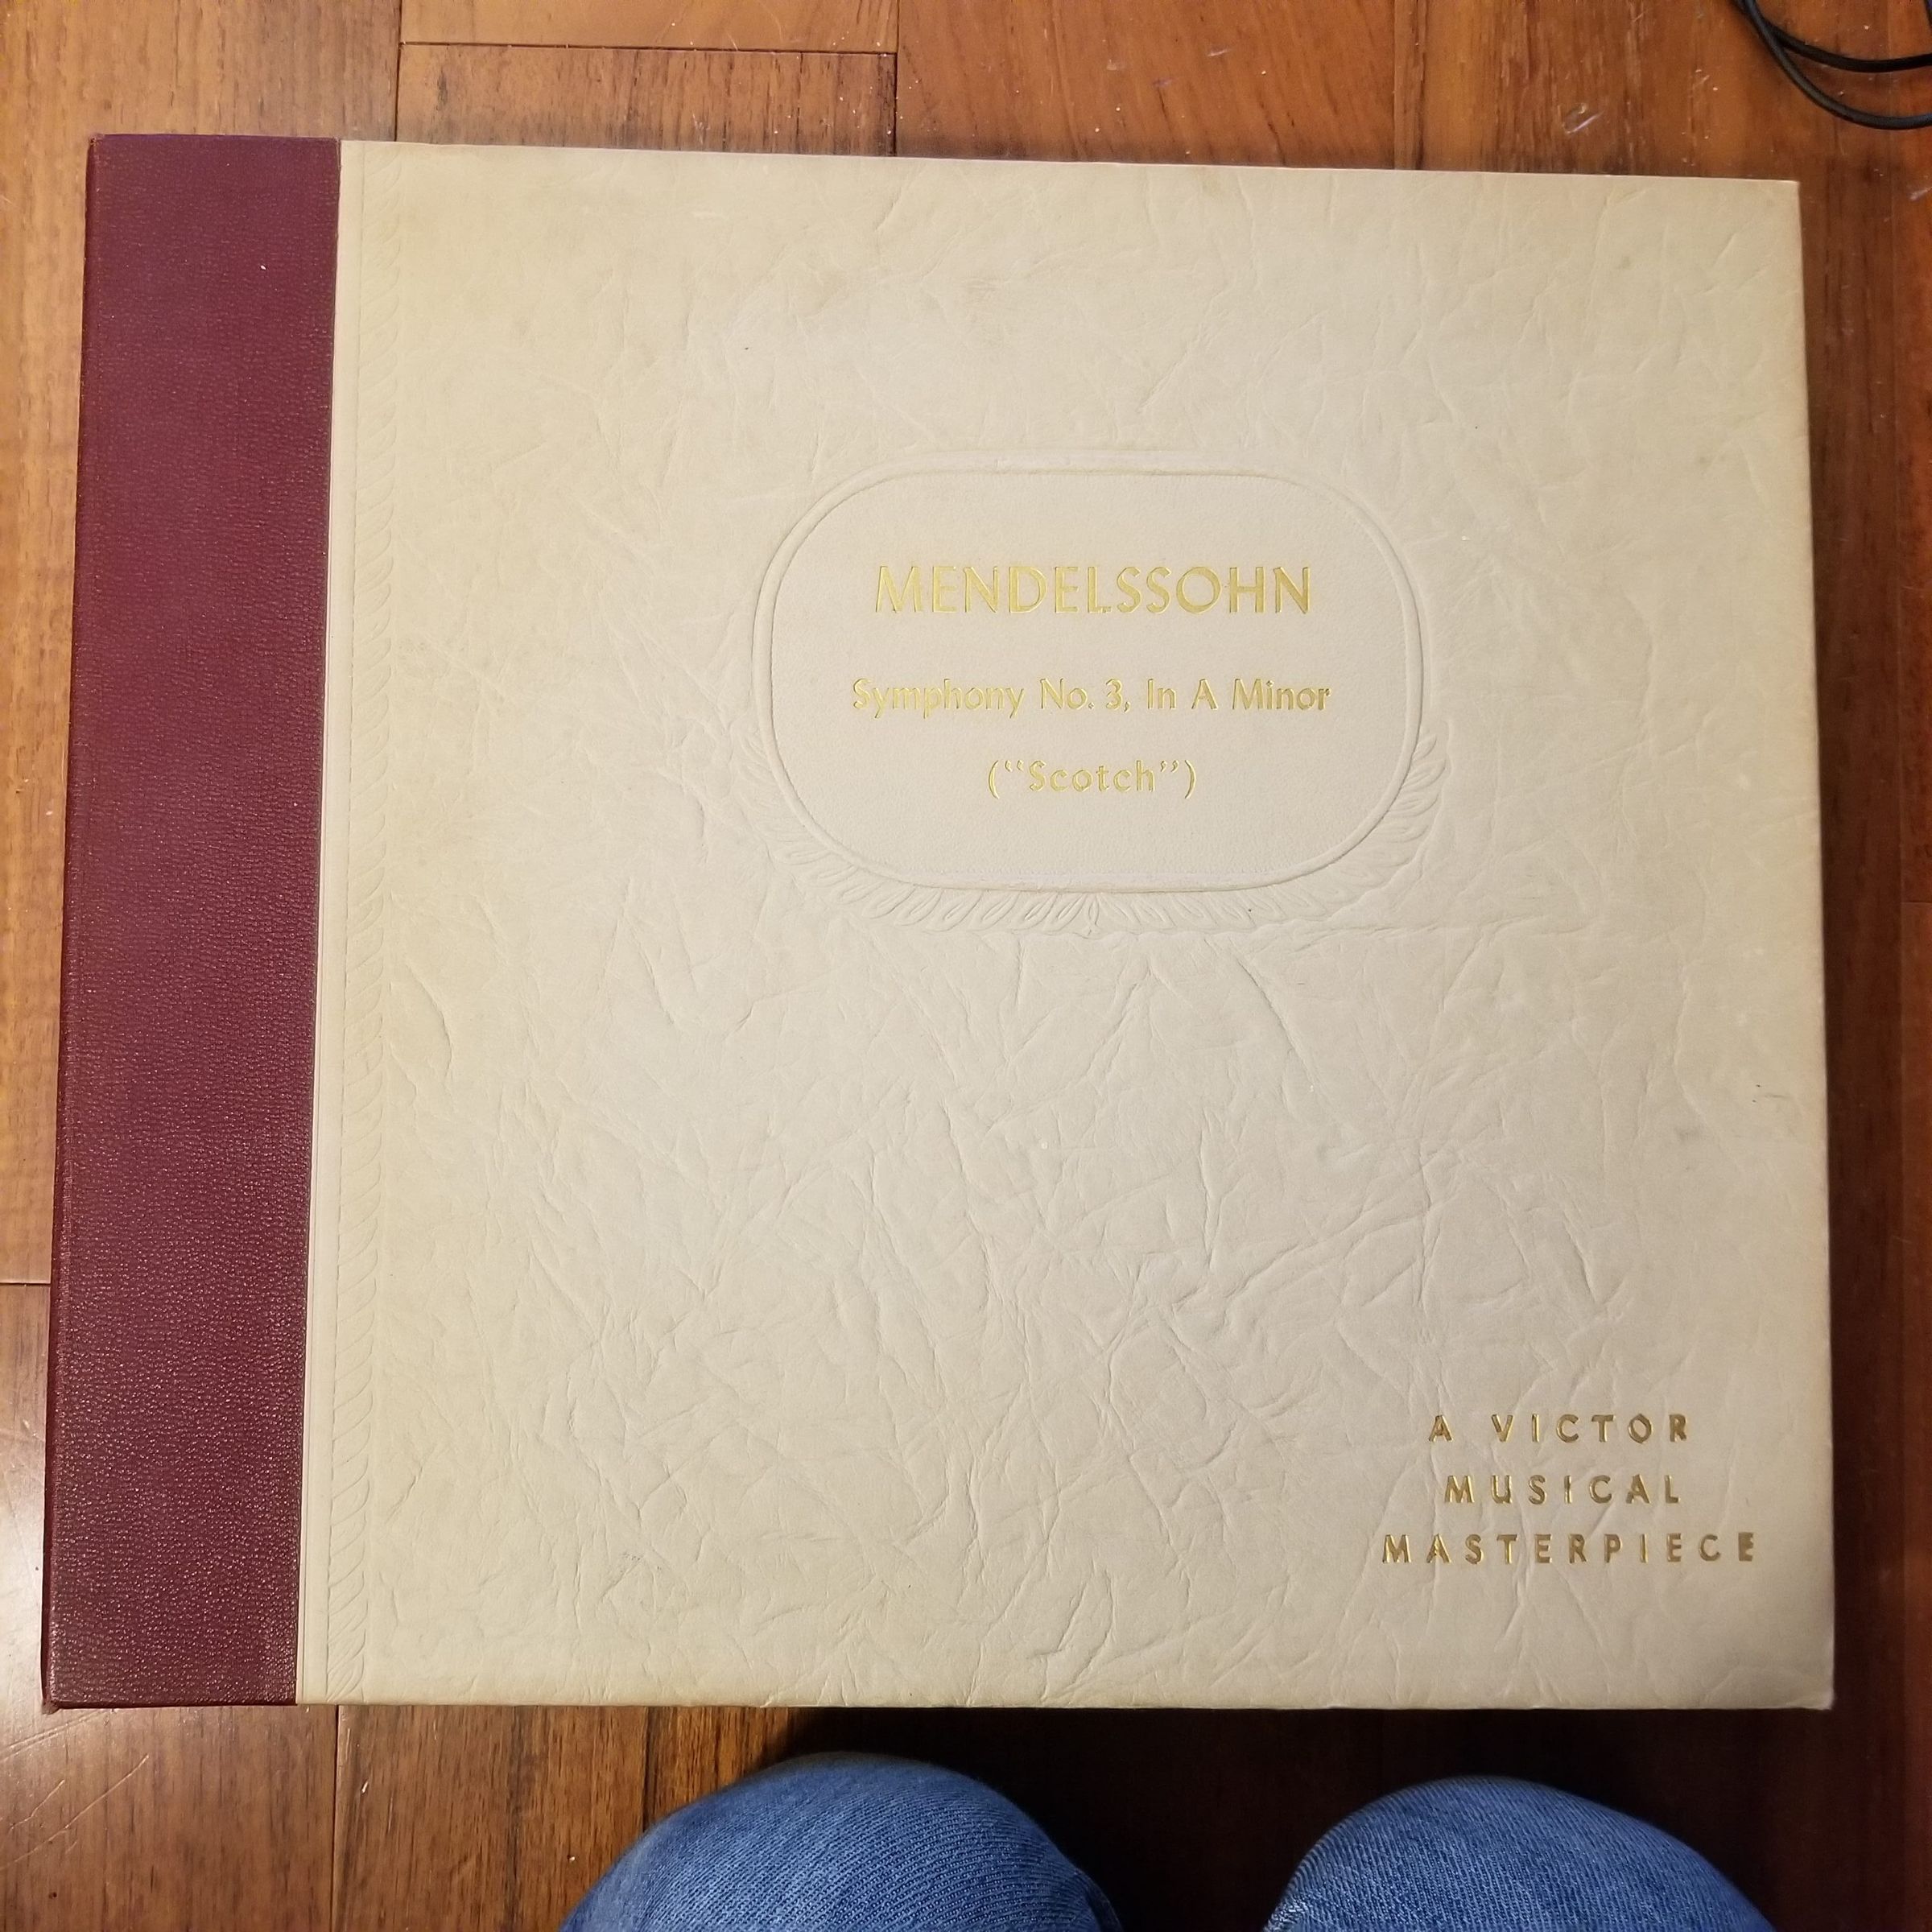 MENDELSSOHN
Symphony No. 3, In A Minor
(“Scotch”)
A VICTOR
MUSICAL
MASTERPIECE